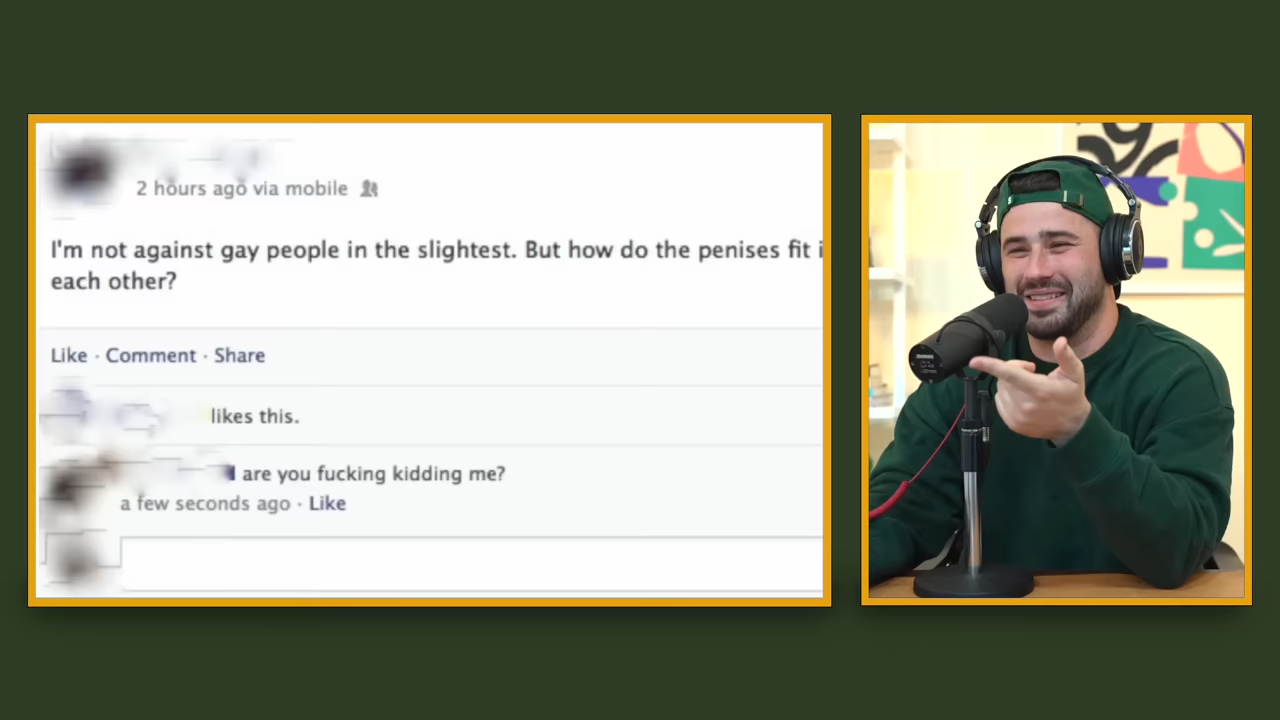 2 hours ago via mobile
I'm not against gay people in the slightest. But how do the penises fit i
each other?
Like · Comment · Share
likes this.
are you fucking kidding me?
a few seconds ago · Like